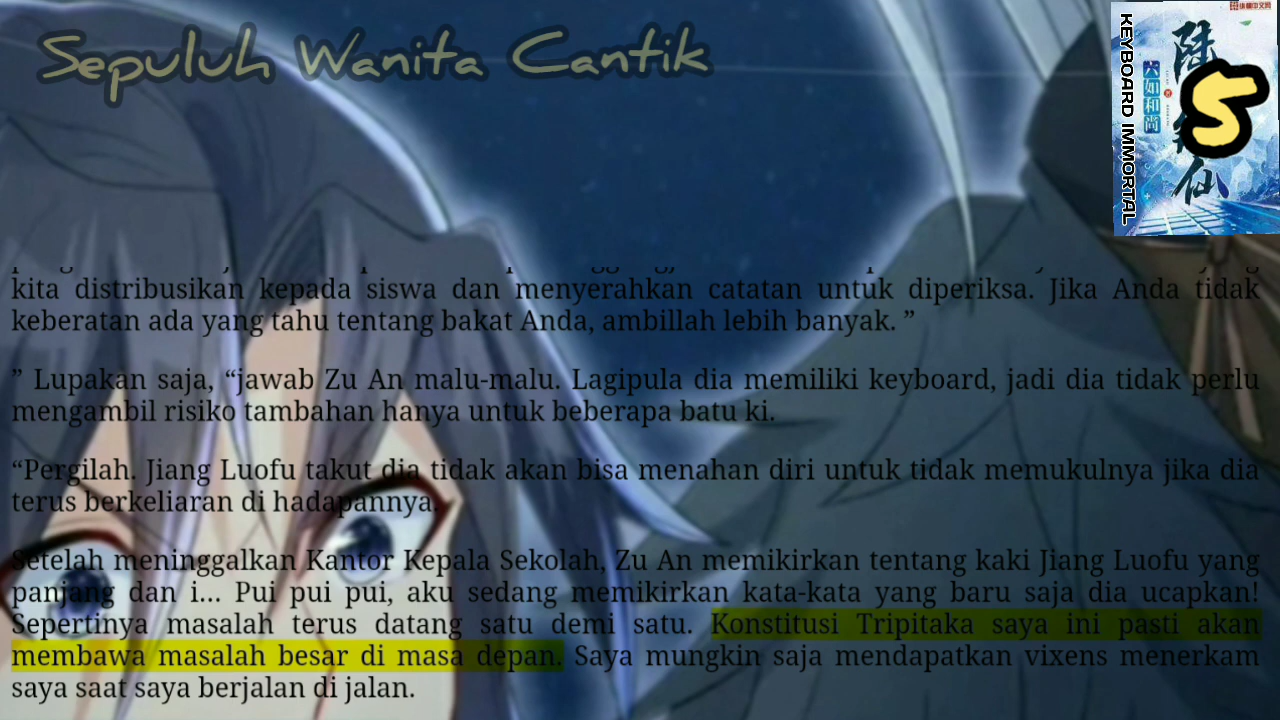 Sepuluh Wanita Cantik
KEYBOARD IMMORTAL
陆
仙
六如和尚
S
kita distribusikan kepada siswa dan menyerahkan catatan untuk diperiksa. Jika Anda tidak
keberatan ada yang tahu tentang bakat Anda, ambillah lebih banyak. ”
” Lupakan saja, “jawab Zu An malu-malu. Lagipula dia memiliki keyboard, jadi dia tidak perlu
mengambil risiko tambahan hanya untuk beberapa batu ki.
“Pergilah. Jiang Luofu takut dia tidak akan bisa menahan diri untuk tidak memukulnya jika dia
terus berkeliaran di hadapannya.
Setelah meninggalkan Kantor Kepala Sekolah, Zu An memikirkan tentang kaki Jiang Luofu yang
panjang dan i… Pui pui pui, aku sedang memikirkan kata-kata yang baru saja dia ucapkan!
Sepertinya masalah terus datang satu demi satu. Konstitusi Tripitaka saya ini pasti akan
membawa masalah besar di masa depan. Saya mungkin saja mendapatkan vixens menerkam
saya saat saya berjalan di jalan.